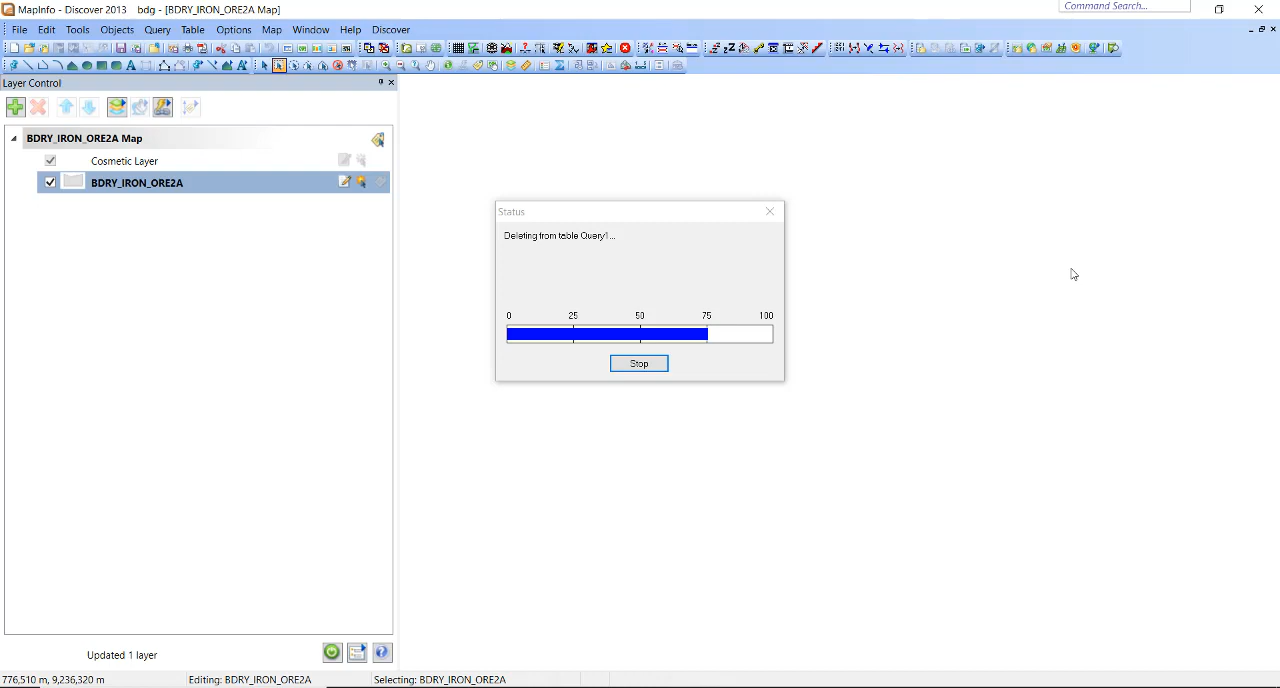 MapInfo - Discover 2013 bdg - [BDRY_IRON_ORE2A Map]
Command Search...
File Edit Tools Objects Query Table Options Map Window Help Discover
Layer Control
BDRY_IRON_ORE2A Map
Cosmetic Layer
BDRY_IRON_ORE2A
Status
Deleting from table Query1...
0 25 50 75 100
Stop
Updated 1 layer
776,510 m, 9,236,320 m Editing: BDRY_IRON_ORE2A Selecting: BDRY_IRON_ORE2A